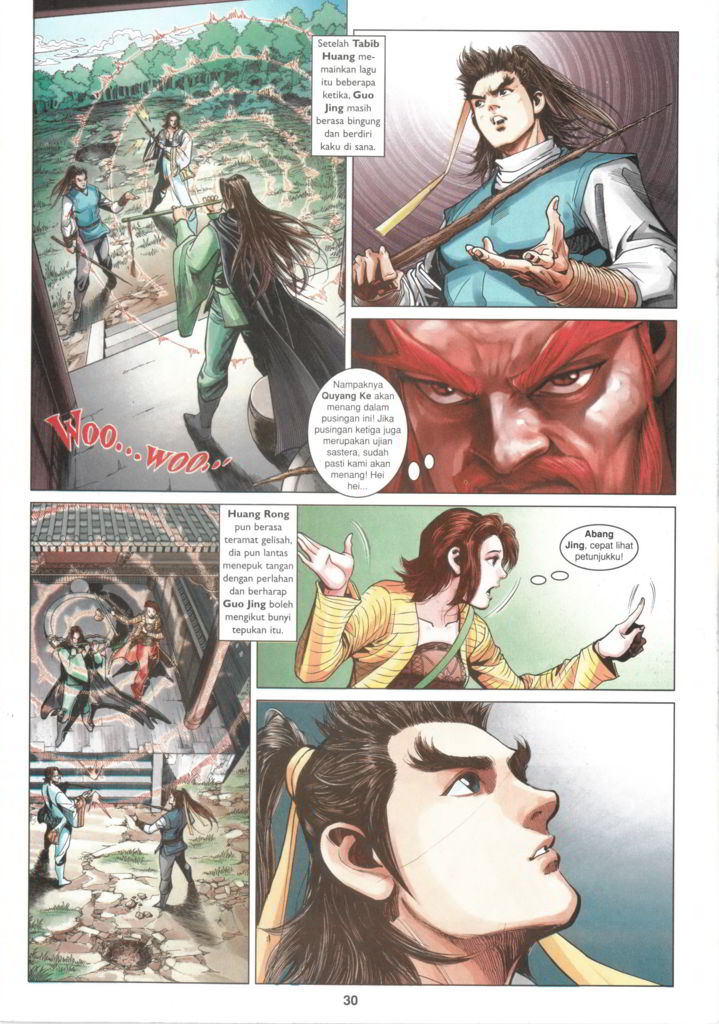 Setelah Tabib
Huang me-
mainkan lagu
itu beberapa
ketika, Guo
Jing masih
berasa bingung
dan berdiri
kaku di sana.
Woo...woo...
Nampaknya
Quyang Ke akan
menang dalam
pusingan ini! Jika
pusingan ketiga juga
merupakan ujian
sastera, sudah
pasti kami akan
menang! Hei
hei...
Huang Rong
pun berasa
teramat gelisah,
dia pun lantas
menepuk tangan
dengan perlahan
dan berharap
Guo Jing boleh
mengikut bunyi
tepukan itu.
Abang
Jing, cepat lihat
petunjukku!
30